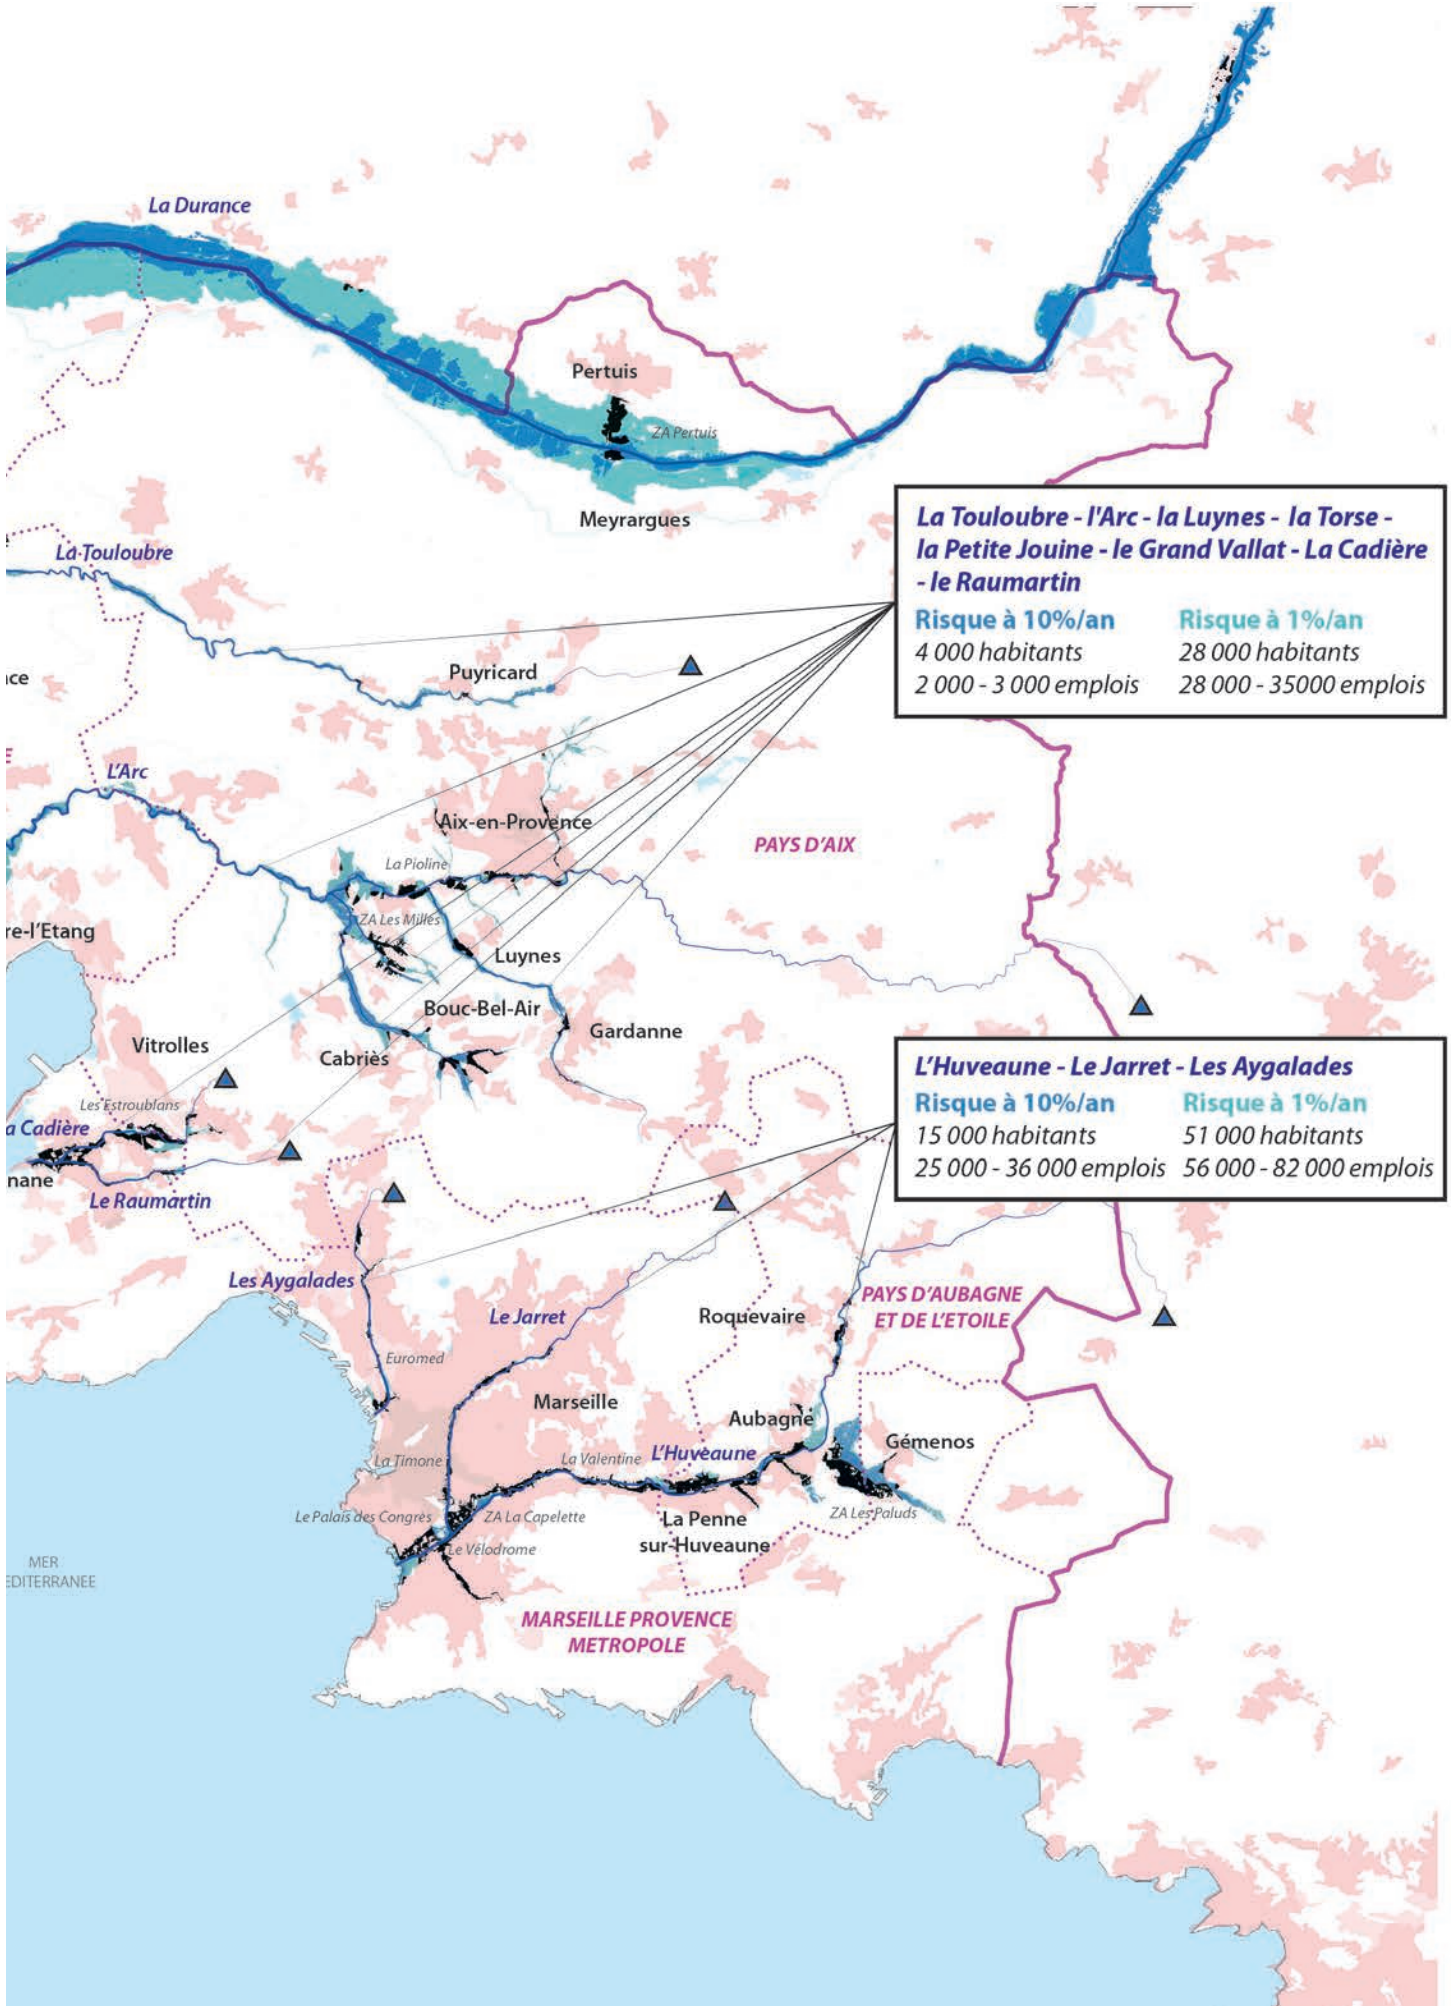 La Durance
Pertuis
ZA Pertuis
Meyrargues
La Touloubre - l'Arc - la Luynes - la Torse -
la Petite Jouine - le Grand Vallat - La Cadière
- le Raumartin
Risque à 10%/an
Risque à 1%/an
4 000 habitants
28 000 habitants
2 000 - 3 000 emplois
28 000 - 35000 emplois
La Touloubre
Puyricard
L'Arc
Aix-en-Provence
PAYS D'AIX
La Pioline
ZA Les Milles
re-l'Etang
Luynes
Bouc-Bel-Air
Gardanne
Vitrolles
Cabriès
Les Estroublans
a Cadière
nane
Le Raumartin
L'Huveaune - Le Jarret - Les Aygalades
Risque à 10%/an
Risque à 1%/an
15 000 habitants
51 000 habitants
25 000 - 36 000 emplois
56 000 - 82 000 emplois
Les Aygalades
Le Jarret
Roquevaire
PAYS D'AUBAGNE
ET DE L'ETOILE
Euromed
Marseille
Aubagne
Gémenos
La Timone
La Valentine
L'Huveaune
Le Palais des Congrès
ZA La Capelette
La Penne
sur-Huveaune
ZA Les Paluds
Le Vélodrome
MER
EDITERRANEE
MARSEILLE PROVENCE
METROPOLE